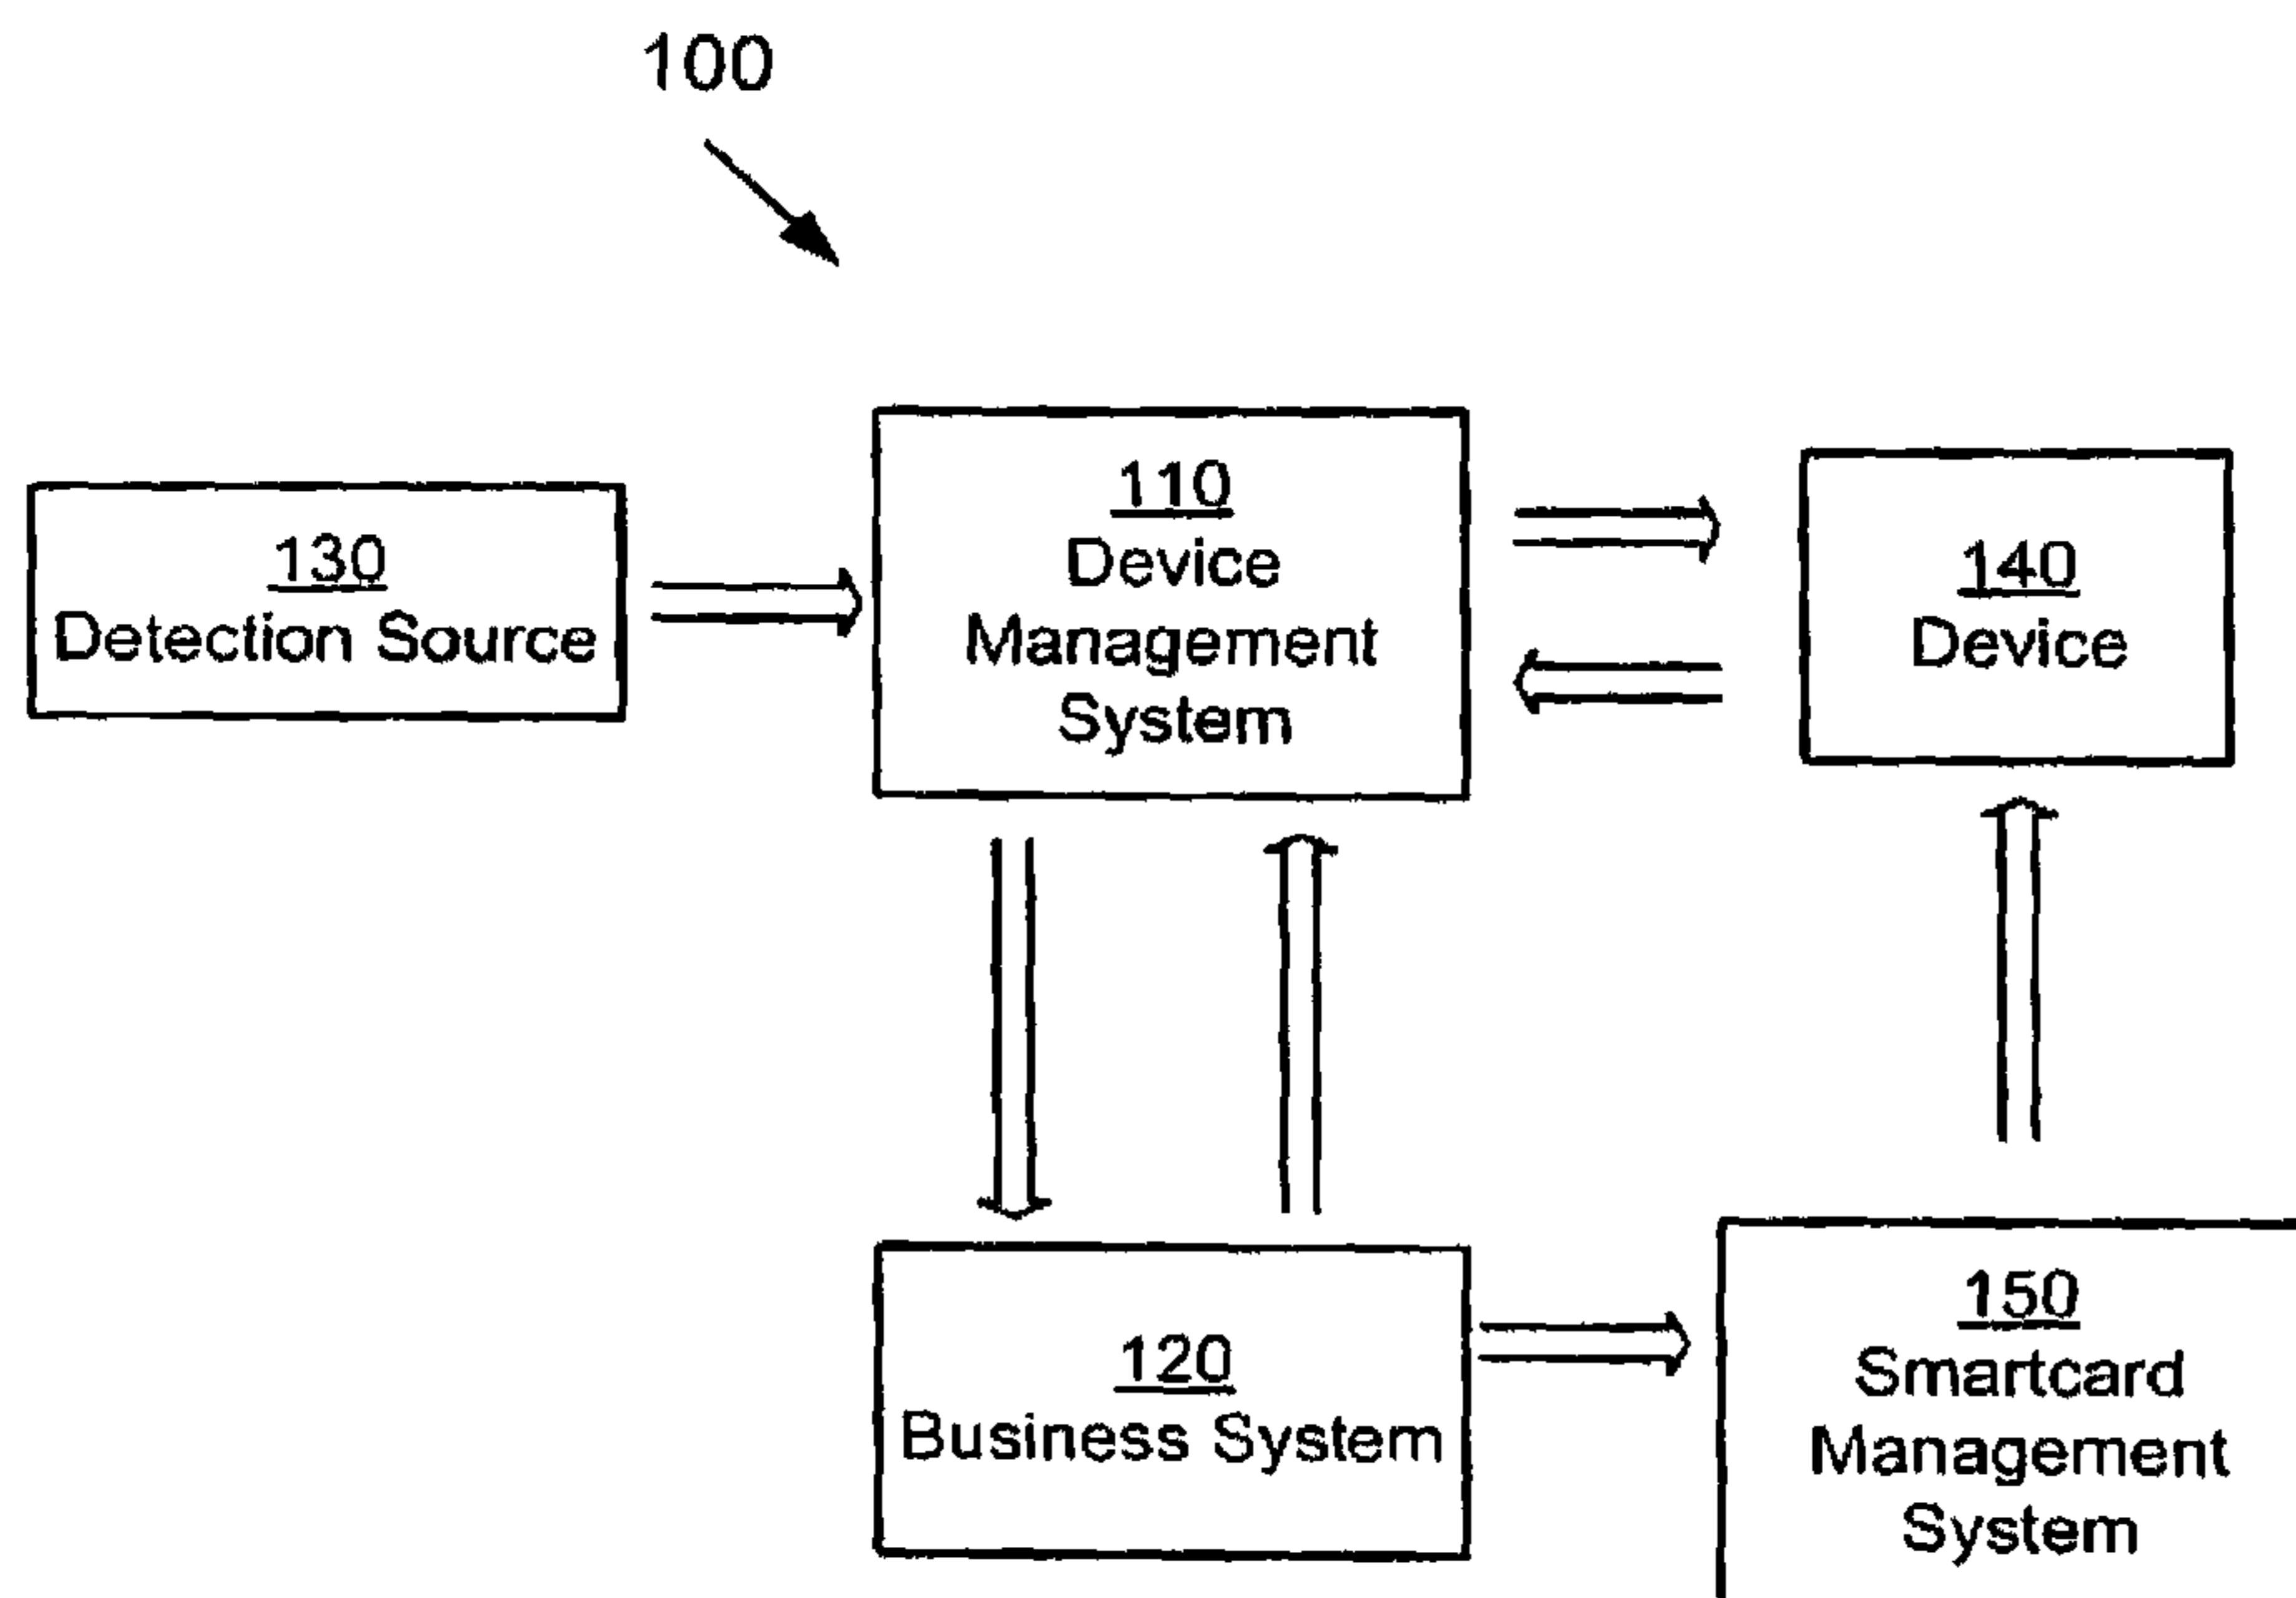 100
130
Detection Source
110
Device
Management
System
140
Device
120
Business System
150
Smartcard
Management
System